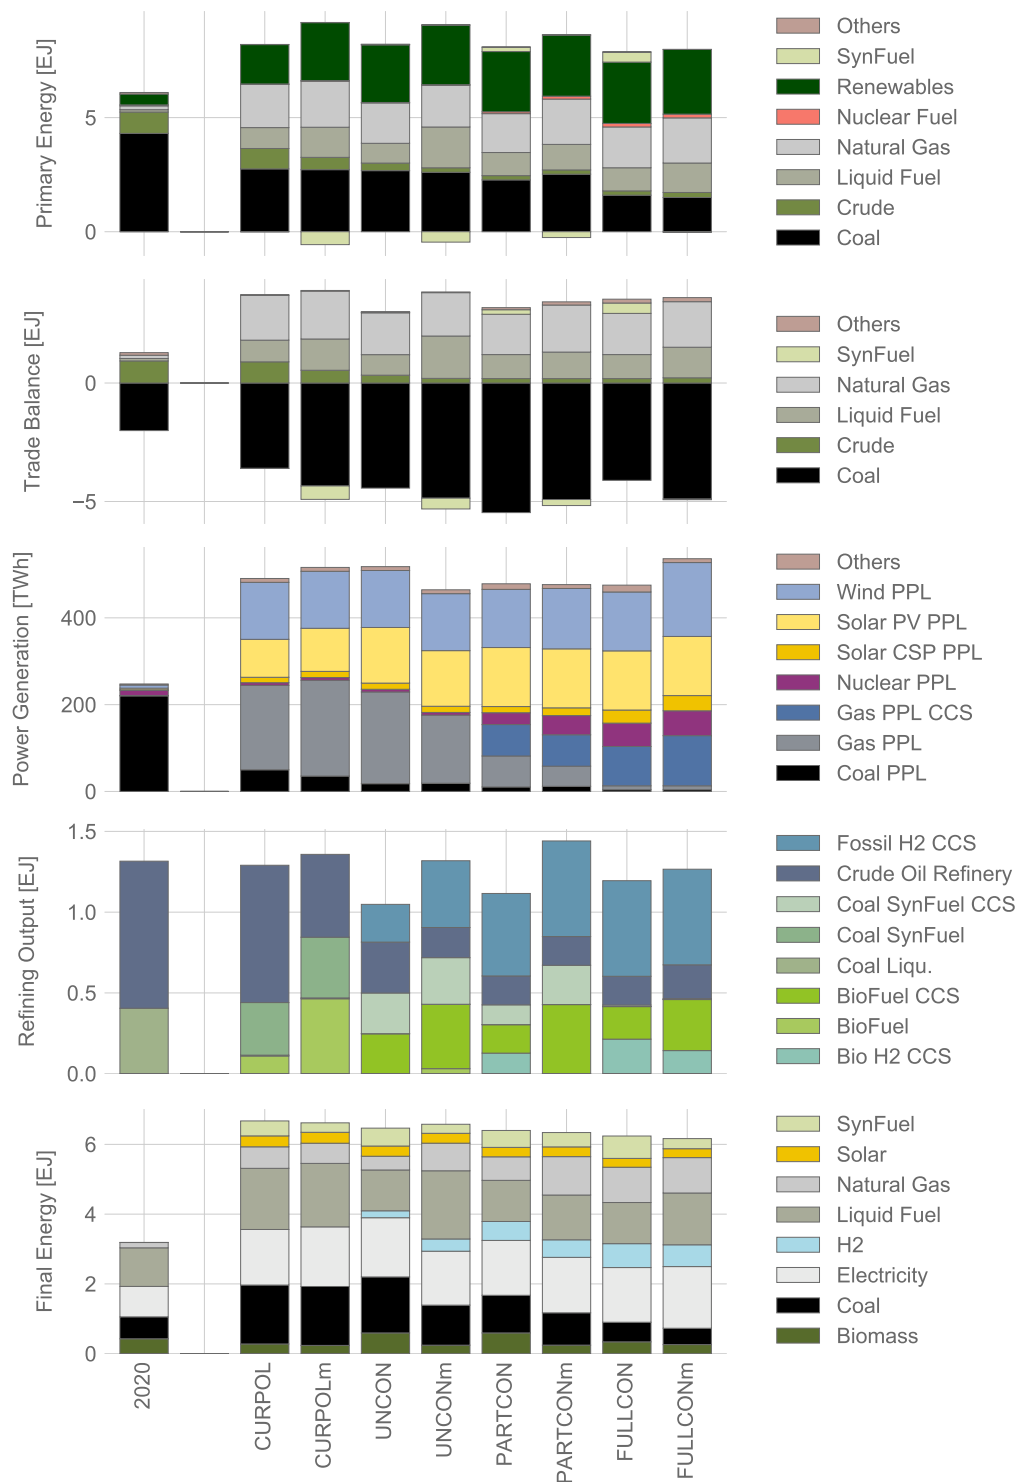 Primary Energy [EJ]
5
0
Others
SynFuel
Renewables
Nuclear Fuel
Natural Gas
Liquid Fuel
Crude
Coal
Trade Balance [EJ]
0
−5
Others
SynFuel
Natural Gas
Liquid Fuel
Crude
Coal
Power Generation [TWh]
400
200
0
Others
Wind PPL
Solar PV PPL
Solar CSP PPL
Nuclear PPL
Gas PPL CCS
Gas PPL
Coal PPL
Refining Output [EJ]
1.5
1.0
0.5
0.0
Fossil H2 CCS
Crude Oil Refinery
Coal SynFuel CCS
Coal SynFuel
Coal Liqu.
BioFuel CCS
BioFuel
Bio H2 CCS
Final Energy [EJ]
6
4
2
0
SynFuel
Solar
Natural Gas
Liquid Fuel
H2
Electricity
Coal
Biomass
2020
CURPOL
CURPOLm
UNCON
UNCONm
PARTCON
PARTCONm
FULLCON
FULLCONm